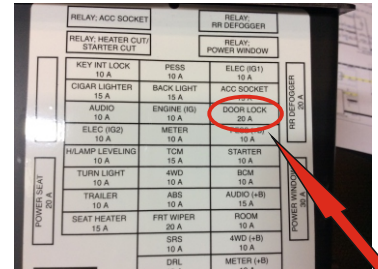 RELAY: ACC SOCKET
RELAY:
RR DEFOGGER
RELAY: HEATER CUT/
STARTER CUT
RELAY:
POWER WINDOW
KEY INT LOCK
10 A
PESS
10 A
ELEC (IG1)
10 A
CIGAR LIGHTER
15 A
BACK LIGHT
15 A
ACC SOCKET
AUDIO
10 A
ENGINE (IG)
10 A
DOOR LOCK
20 A
ELEC (IG2)
10 A
METER
10 A
10 A
H/LAMP LEVELING
10 A
TCM
15 A
STARTER
10 A
TURN LIGHT
10 A
4WD
10 A
BCM
10 A
TRAILER
10 A
ABS
10 A
AUDIO (+B)
15 A
SEAT HEATER
15 A
FRT WIPER
20 A
ROOM
10 A
SRS
10 A
4WD (+B)
10 A
DRL
METER (+B)
RR DEFOGGER
20 A
POWER SEAT
20 A
POWER WINDOW
30 A